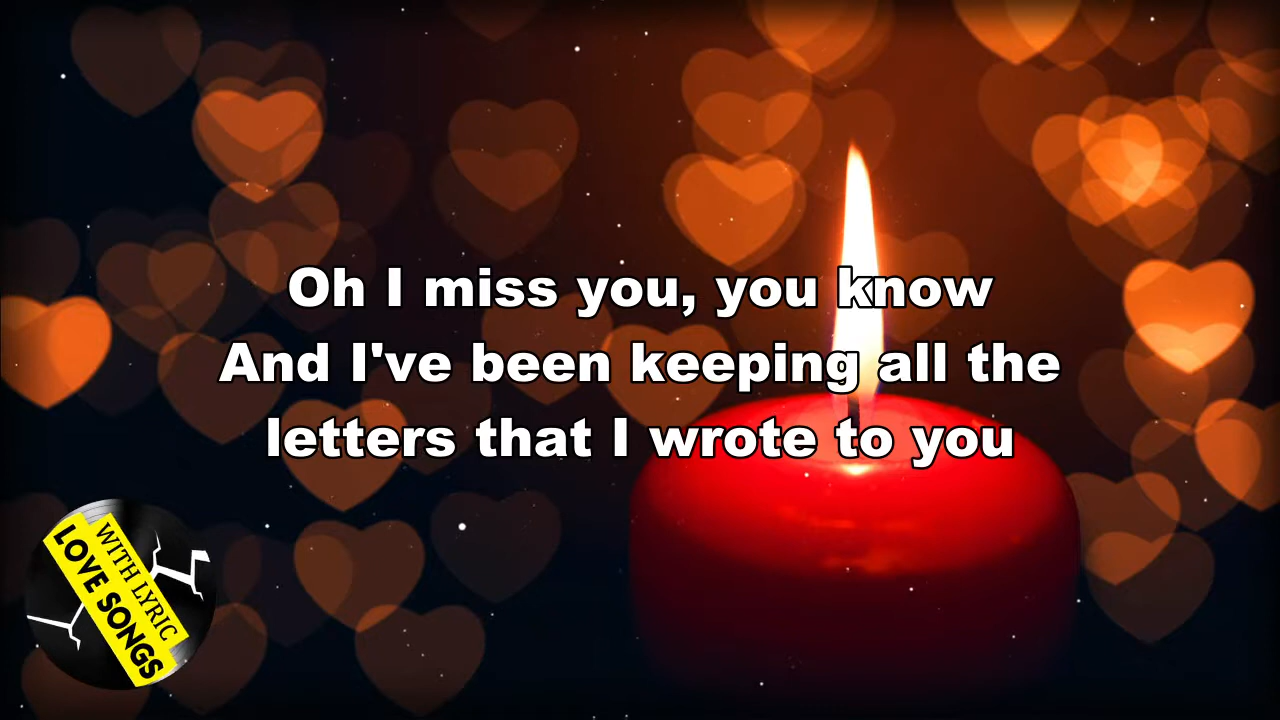 Oh I miss you, you know
And I've been keeping all the
letters that I wrote to you
WITH LYRIC
LOVE SONGS